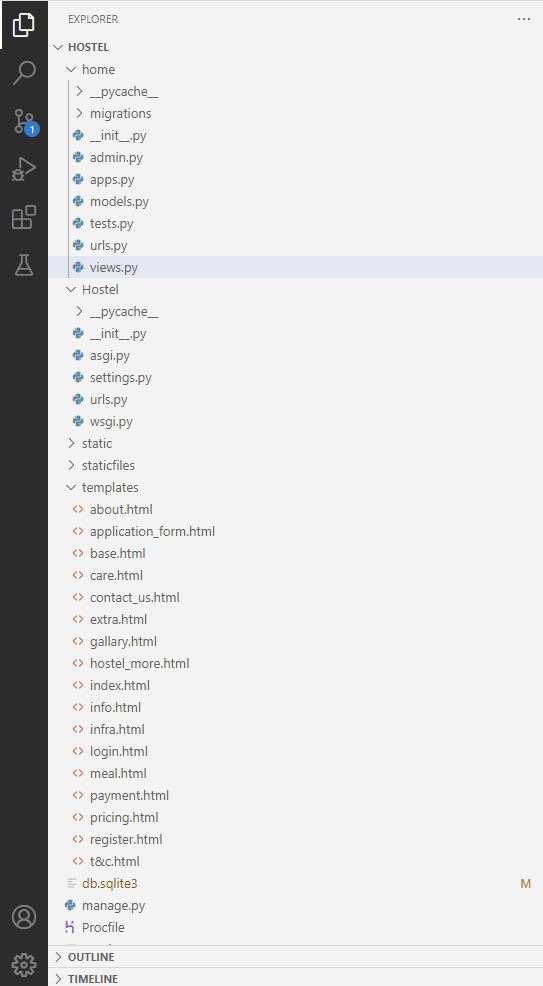 EXPLORER
HOSTEL
home
__pycache__
migrations
__init__.py
admin.py
apps.py
models.py
tests.py
urls.py
views.py
Hostel
__pycache__
__init__.py
asgi.py
settings.py
urls.py
wsgi.py
static
staticfiles
templates
about.html
application_form.html
base.html
care.html
contact_us.html
extra.html
gallary.html
hostel_more.html
index.html
info.html
infra.html
login.html
meal.html
payment.html
pricing.html
register.html
t&c.html
db.sqlite3 M
manage.py
Procfile
OUTLINE
TIMELINE
1